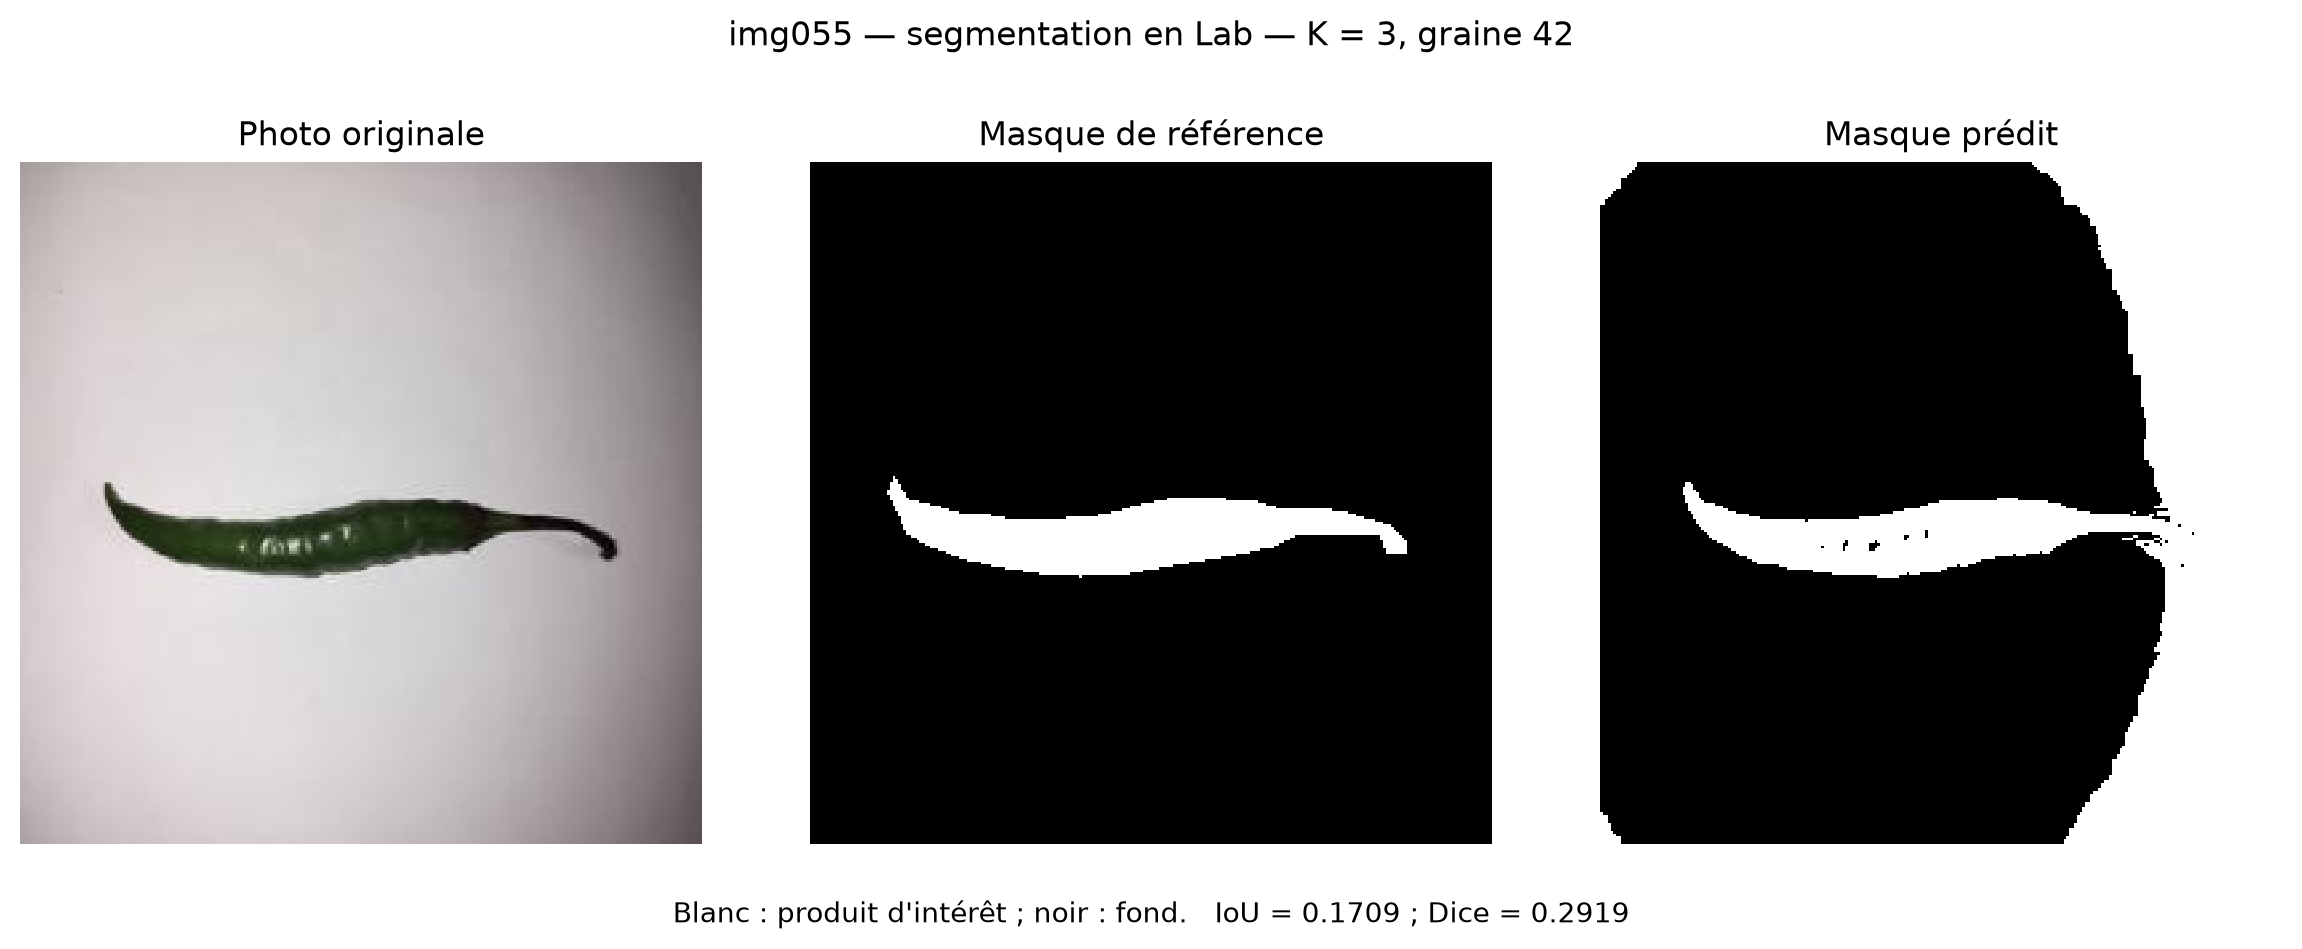 img055 — segmentation en Lab — K = 3, graine 42
Photo originale
Masque de référence
Masque prédit
Blanc : produit d'intérêt ; noir : fond.   IoU = 0.1709 ; Dice = 0.2919